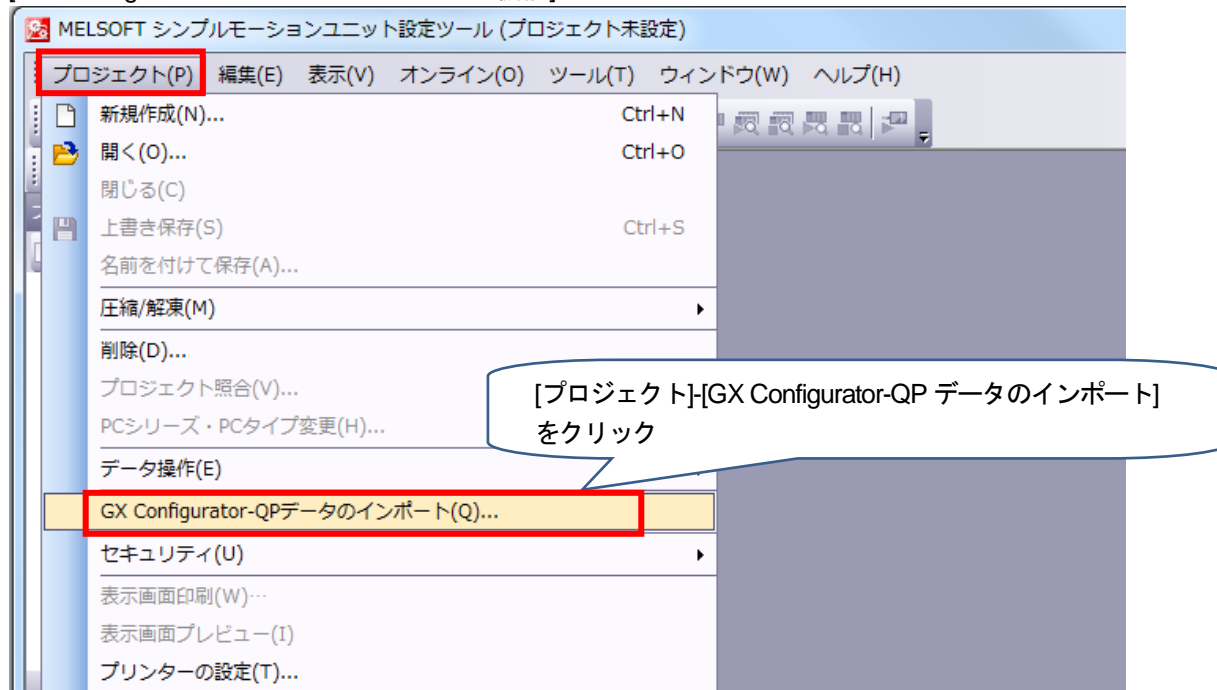 MELSOFT シンプルモーションユニット設定ツール (プロジェクト未設定)
プロジェクト(P) 編集(E) 表示(V) オンライン(O) ツール(T) ウィンドウ(W) ヘルプ(H)
新規作成(N)... Ctrl+N
開く(O)... Ctrl+O
閉じる(C)
上書き保存(S) Ctrl+S
名前を付けて保存(A)...
圧縮/解凍(M)
削除(D)...
プロジェクト照合(V)...
PCシリーズ・PCタイプ変更(H)...
[プロジェクト]-[GX Configurator-QP データのインポート]
をクリック
データ操作(E)
GX Configurator-QPデータのインポート(Q)...
セキュリティ(U)
表示画面印刷(W)…
表示画面プレビュー(I)
プリンターの設定(T)...